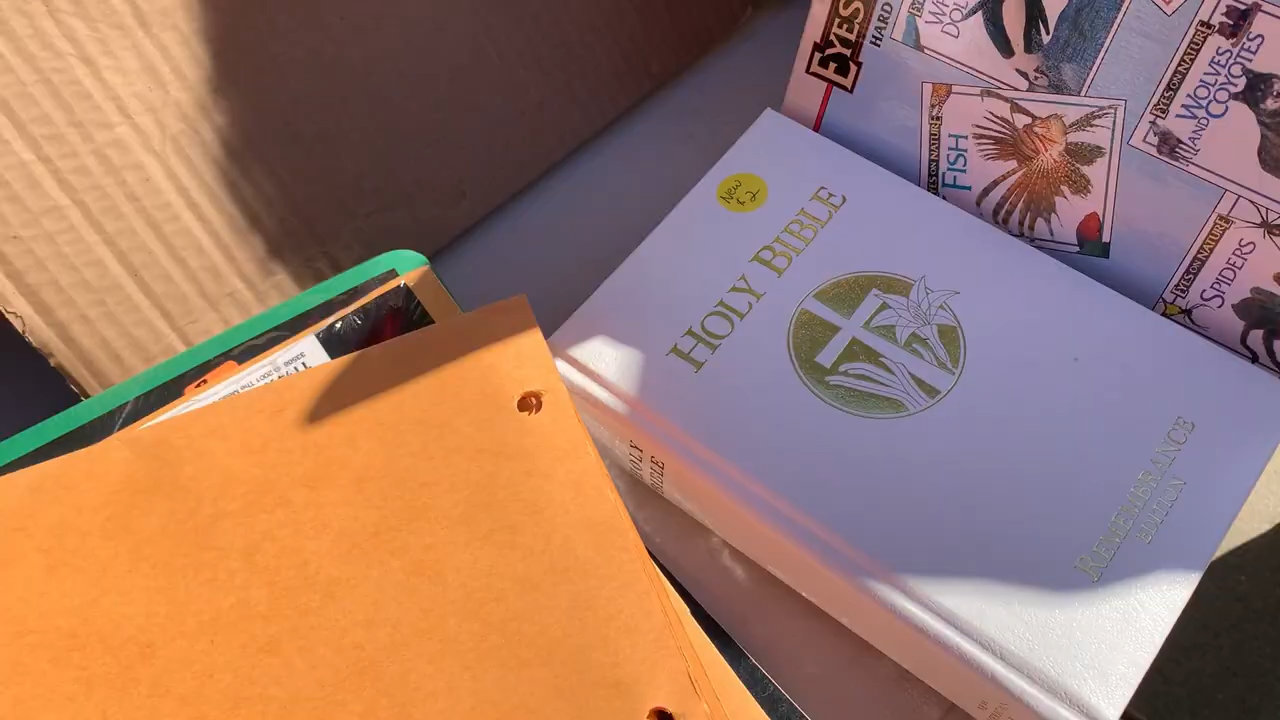 EYES
HARD
EYES ON NATURE
FISH
EYES ON NATURE
WOLVES
AND COYOTES
EYES ON NATURE
SPIDERS
New
$2
HOLY BIBLE
REMEMBRANCE
EDITION
HOLY
BIBLE